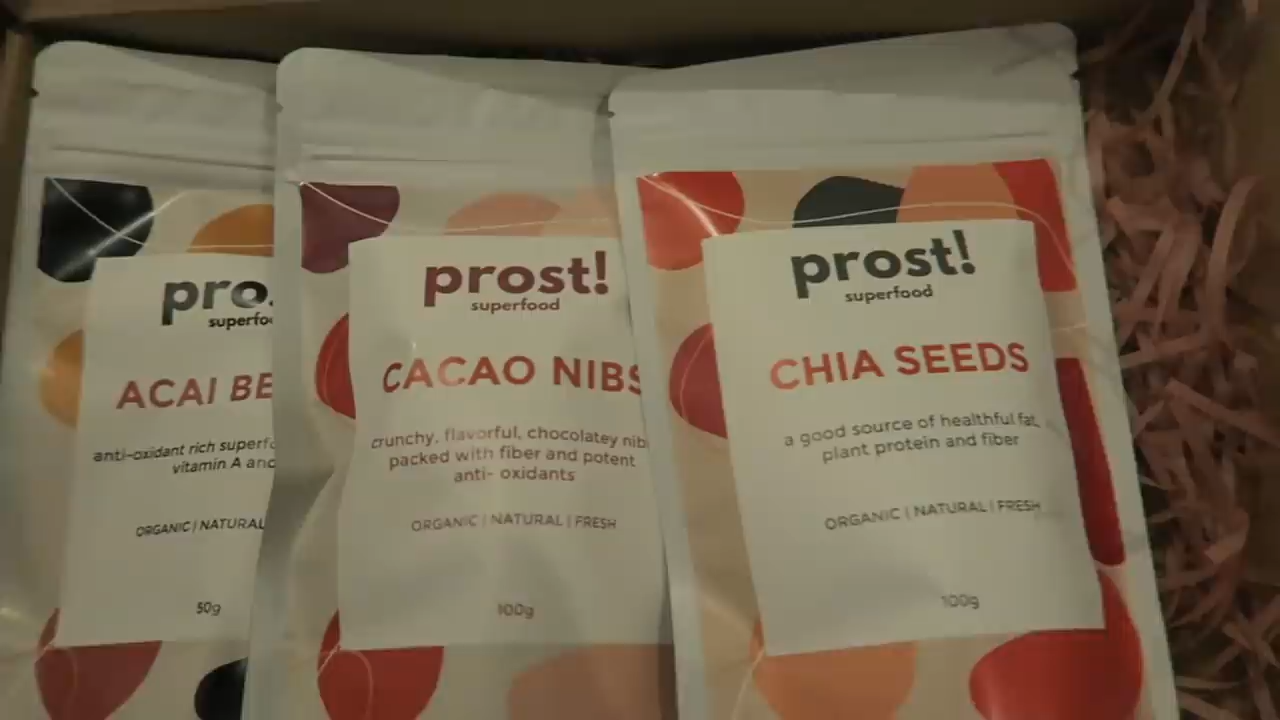 pro
superfoo
ACAI BE
anti-oxidant rich superfo
vitamin A and
ORGANIC | NATURAL
50g
prost!
superfood
CACAO NIBS
crunchy, flavorful, chocolatey nib
packed with fiber and potent
anti- oxidants
ORGANIC | NATURAL | FRESH
100g
prost!
superfood
CHIA SEEDS
a good source of healthful fat,
plant protein and fiber
ORGANIC | NATURAL | FRESH
100g